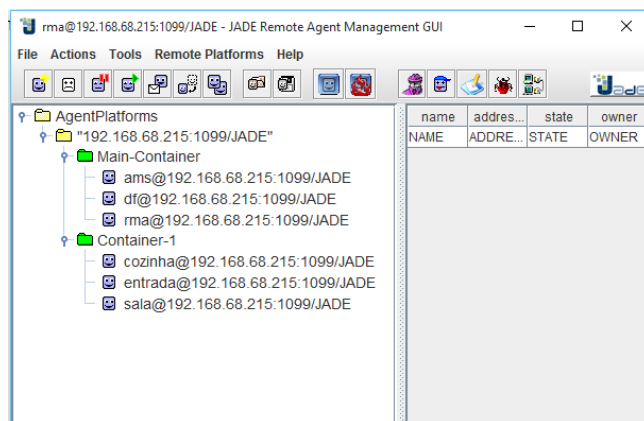 rma@192.168.68.215:1099/JADE - JADE Remote Agent Management GUI
File Actions Tools Remote Platforms Help
Jade
AgentPlatforms
"192.168.68.215:1099/JADE"
Main-Container
ams@192.168.68.215:1099/JADE
df@192.168.68.215:1099/JADE
rma@192.168.68.215:1099/JADE
Container-1
cozinha@192.168.68.215:1099/JADE
entrada@192.168.68.215:1099/JADE
sala@192.168.68.215:1099/JADE
name addres... state owner
NAME ADDRE... STATE OWNER